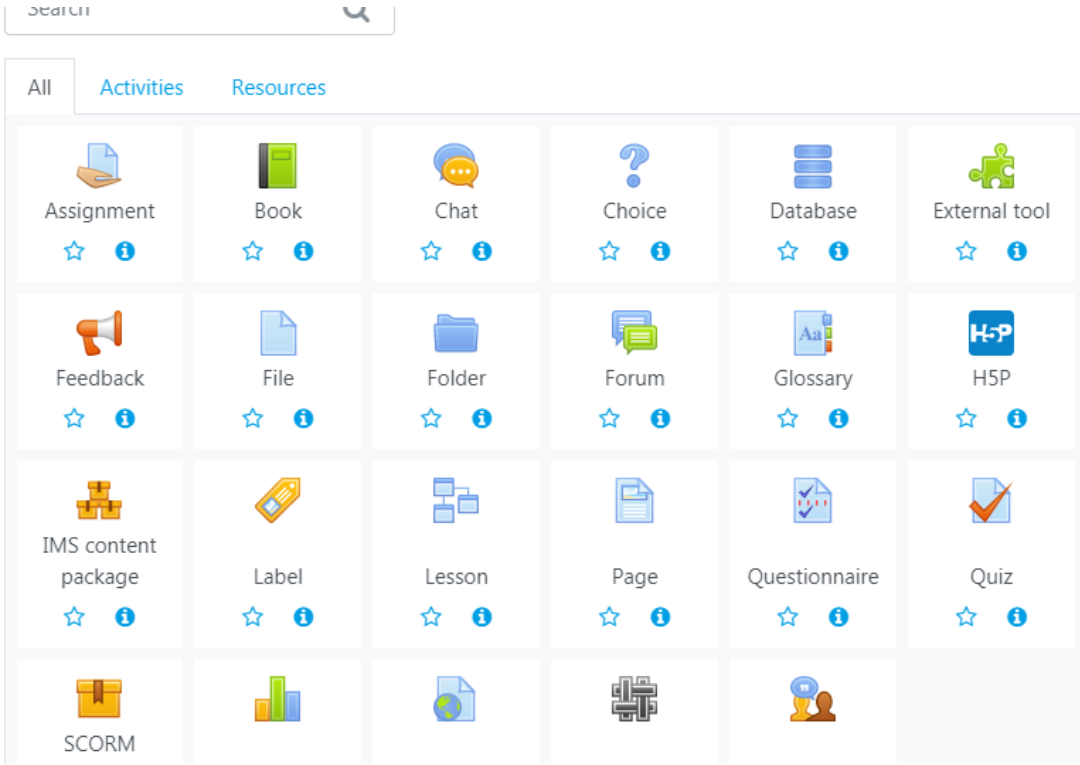 Search
All Activities Resources
Assignment Book Chat Choice Database External tool
Aa H5P
Feedback File Folder Forum Glossary H5P
IMS content
package Label Lesson Page Questionnaire Quiz
SCORM